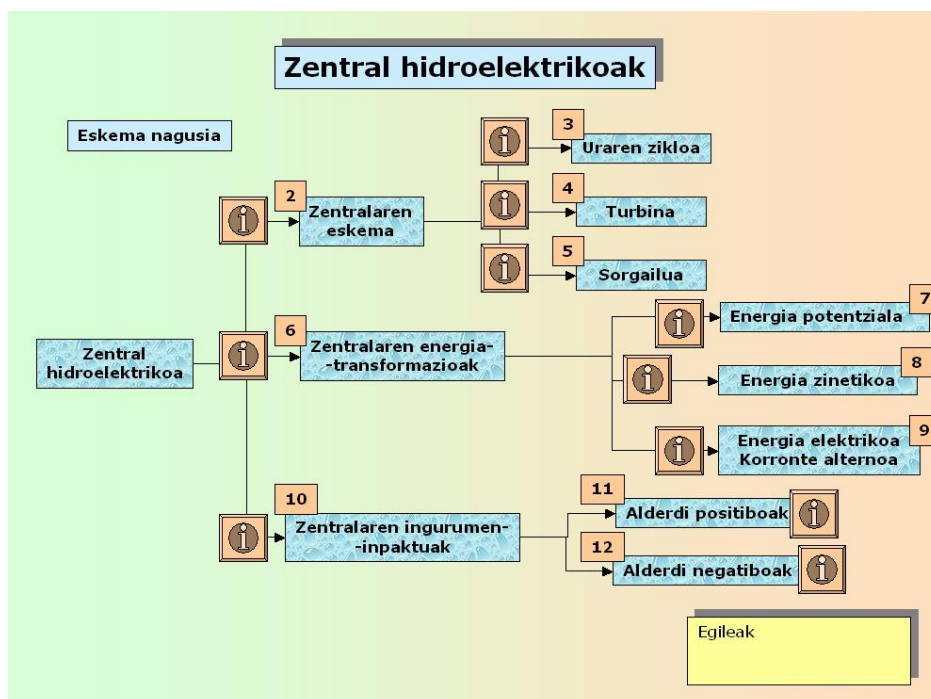 Zentral hidroelektrikoak
Eskema nagusia
3
Uraren zikloa
2
Zentralaren
eskema
4
Turbina
5
Sorgailua
7
Energia potentziala
6
Zentralaren energia-
-transformazioak
Zentral
hidroelektrikoa
8
Energia zinetikoa
9
Energia elektrikoa
Korronte alternoa
10
Zentralaren ingurumen-
-inpaktuak
11
Alderdi positiboak
12
Alderdi negatiboak
Egileak